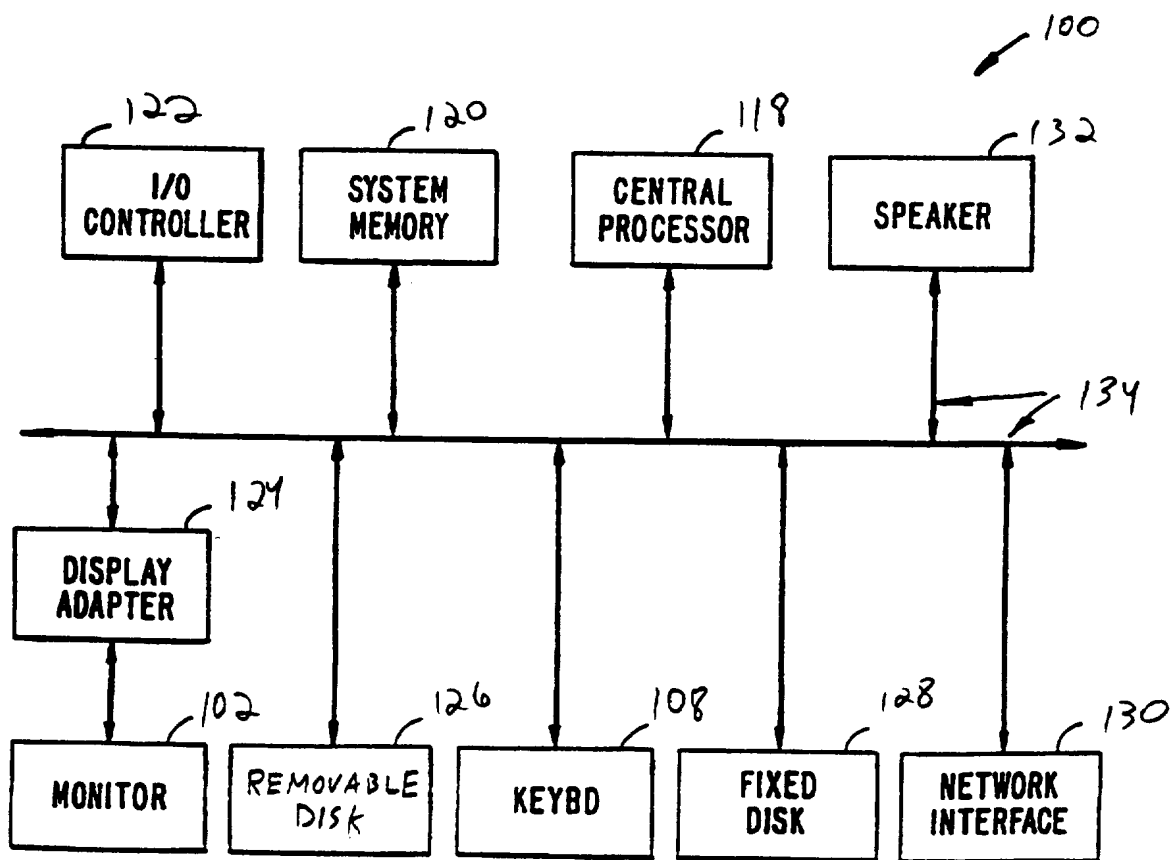 100
122
120
118
132
I/O
CONTROLLER
SYSTEM
MEMORY
CENTRAL
PROCESSOR
SPEAKER
134
124
DISPLAY
ADAPTER
102
126
108
128
130
MONITOR
REMOVABLE
DISK
KEYBD
FIXED
DISK
NETWORK
INTERFACE